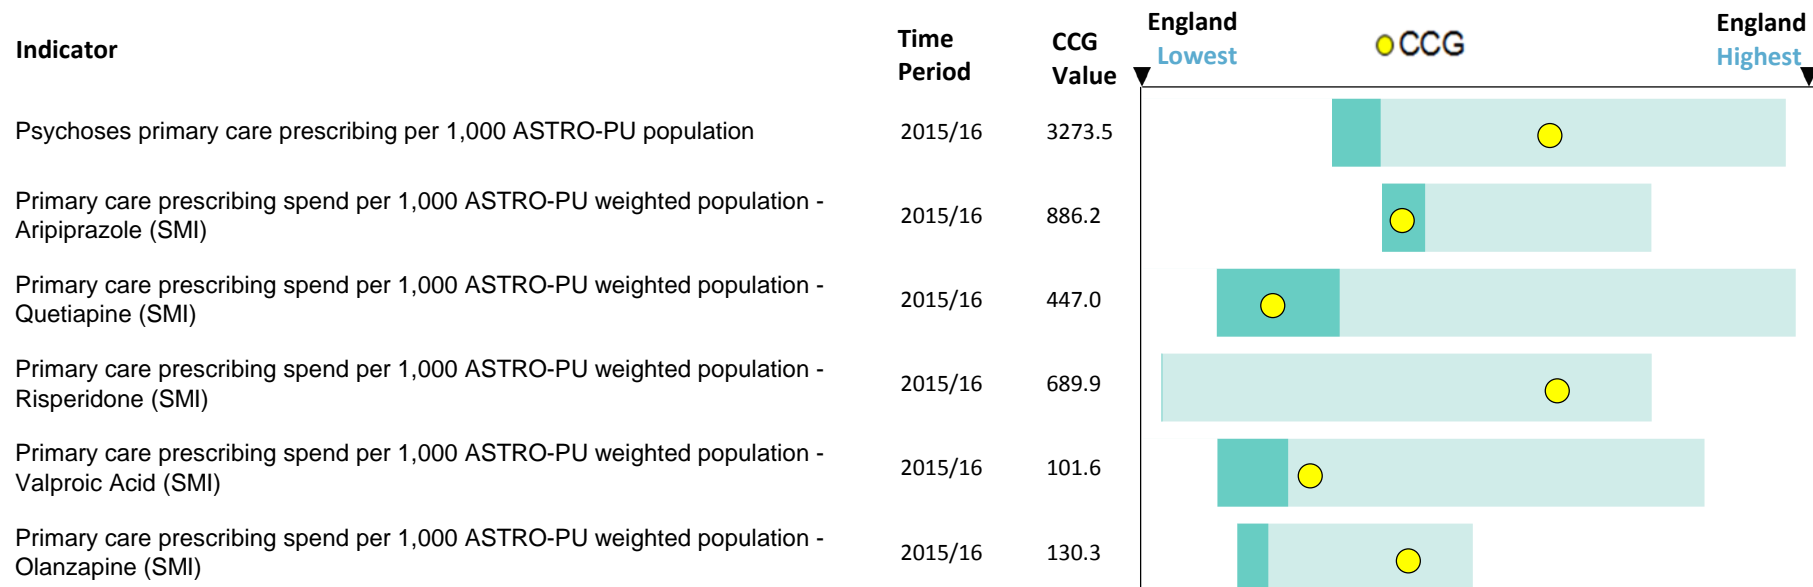 Indicator
Time
Period
CCG
Value
England
Lowest
CCG
England
Highest
Psychoses primary care prescribing per 1,000 ASTRO-PU population
2015/16
3273.5
Primary care prescribing spend per 1,000 ASTRO-PU weighted population -
Aripiprazole (SMI)
2015/16
886.2
Primary care prescribing spend per 1,000 ASTRO-PU weighted population -
Quetiapine (SMI)
2015/16
447.0
Primary care prescribing spend per 1,000 ASTRO-PU weighted population -
Risperidone (SMI)
2015/16
689.9
Primary care prescribing spend per 1,000 ASTRO-PU weighted population -
Valproic Acid (SMI)
2015/16
101.6
Primary care prescribing spend per 1,000 ASTRO-PU weighted population -
Olanzapine (SMI)
2015/16
130.3